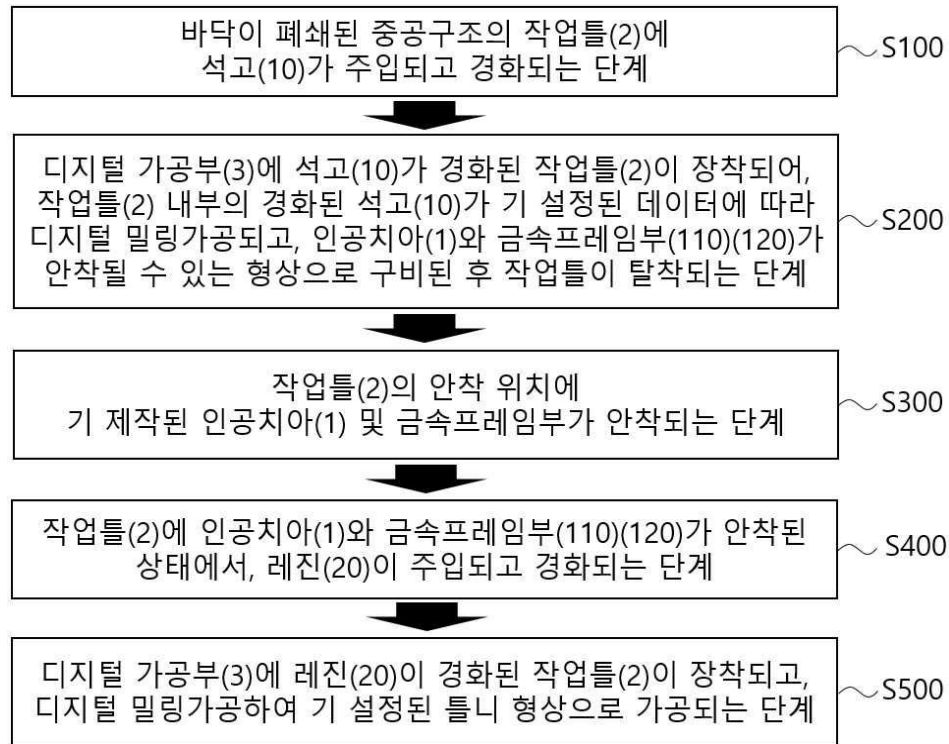 바닥이 폐쇄된 중공구조의 작업틀(2)에
석고(10)가 주입되고 경화되는 단계
S100
디지털 가공부(3)에 석고(10)가 경화된 작업틀(2)이 장착되어,
작업틀(2) 내부의 경화된 석고(10)가 기 설정된 데이터에 따라
디지털 밀링가공되고, 인공치아(1)와 금속프레임부(110)(120)가
안착될 수 있는 형상으로 구비된 후 작업틀이 탈착되는 단계
S200
작업틀(2)의 안착 위치에
기 제작된 인공치아(1) 및 금속프레임부가 안착되는 단계
S300
작업틀(2)에 인공치아(1)와 금속프레임부(110)(120)가 안착된
상태에서, 레진(20)이 주입되고 경화되는 단계
S400
디지털 가공부(3)에 레진(20)이 경화된 작업틀(2)이 장착되고,
디지털 밀링가공하여 기 설정된 틀니 형상으로 가공되는 단계
S500